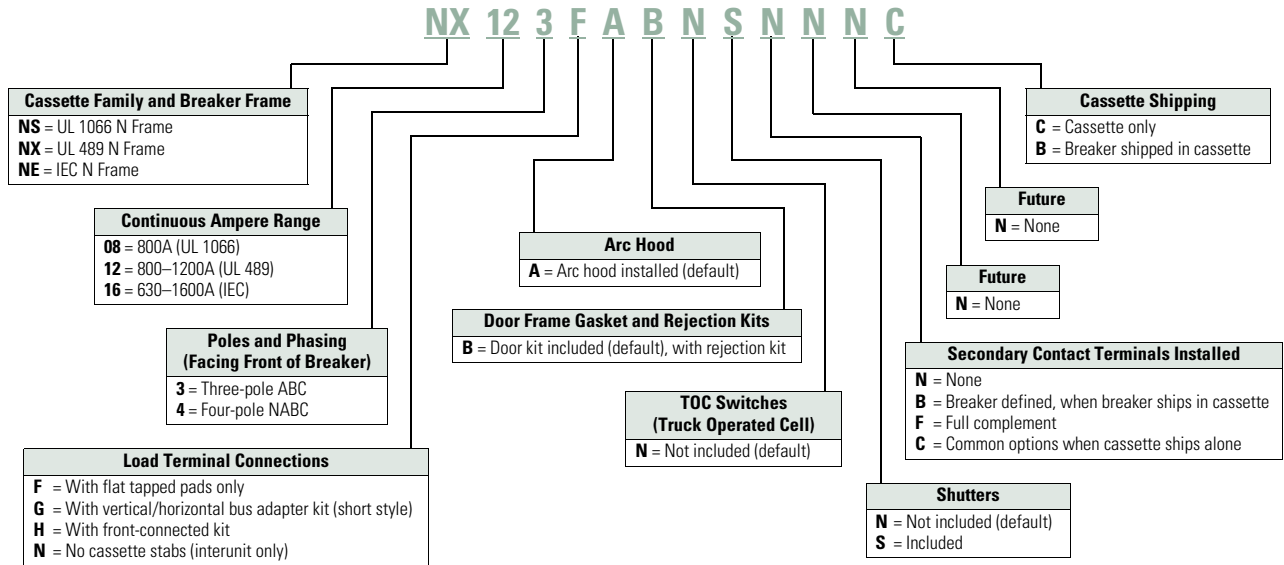 NX 12 3 F A B N S N N N C
Cassette Family and Breaker Frame
NS = UL 1066 N Frame
NX = UL 489 N Frame
NE = IEC N Frame
Continuous Ampere Range
08 = 800A (UL 1066)
12 = 800–1200A (UL 489)
16 = 630–1600A (IEC)
Poles and Phasing
(Facing Front of Breaker)
3 = Three-pole ABC
4 = Four-pole NABC
Load Terminal Connections
F = With flat tapped pads only
G = With vertical/horizontal bus adapter kit (short style)
H = With front-connected kit
N = No cassette stabs (interunit only)
Arc Hood
A = Arc hood installed (default)
Door Frame Gasket and Rejection Kits
B = Door kit included (default), with rejection kit
TOC Switches
(Truck Operated Cell)
N = Not included (default)
Shutters
N = Not included (default)
S = Included
Secondary Contact Terminals Installed
N = None
B = Breaker defined, when breaker ships in cassette
F = Full complement
C = Common options when cassette ships alone
Future
N = None
Future
N = None
Cassette Shipping
C = Cassette only
B = Breaker shipped in cassette